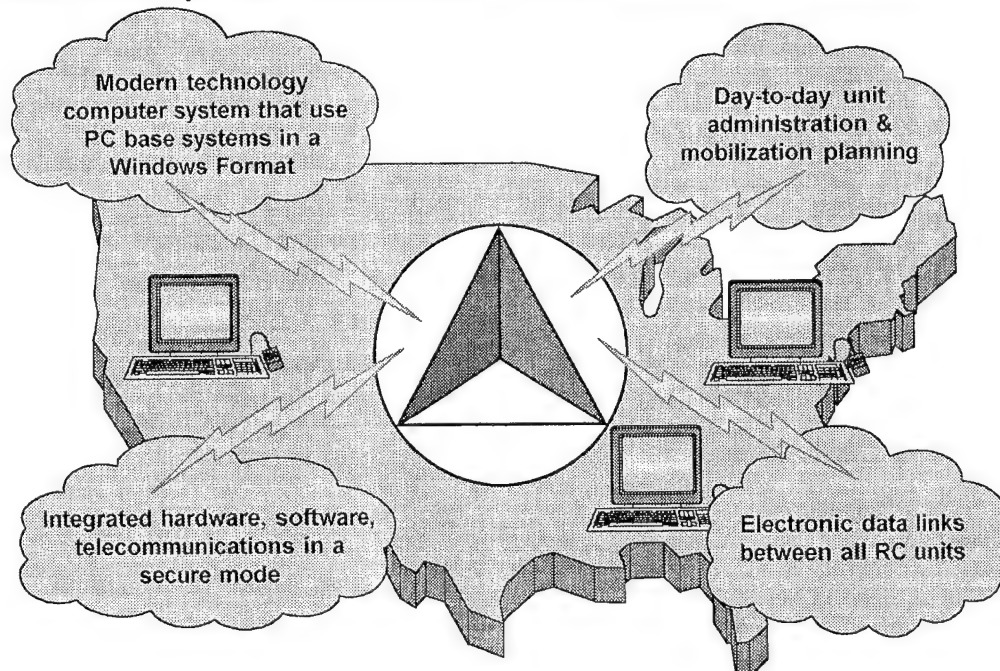 Modern technology
computer system that use
PC base systems in a
Windows Format
Day-to-day unit
administration &
mobilization planning
Integrated hardware, software,
telecommunications in a
secure mode
Electronic data links
between all RC units